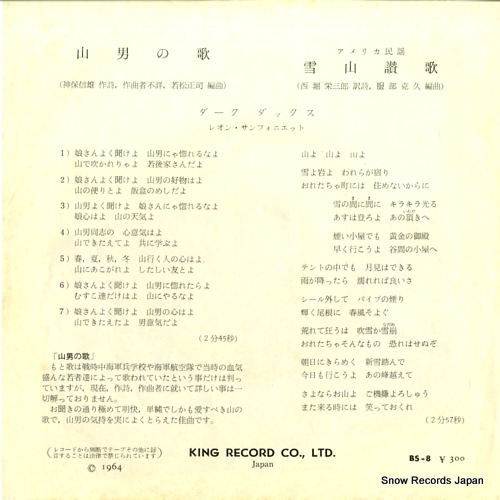 山男の歌
(神保信雄 作詩、作曲者不詳、若松正司 編曲)
アメリカ民謡
雪山讃歌
(西堀栄三郎 訳詩、服部克久 編曲)
ダークダックス
レオン・サンフォニエット
1) 娘さんよく聞けよ 山男にゃ惚れるなよ
山で吹かれりゃよ 若後家さんだよ
2) 娘さんよく聞けよ 山男の好物はよ
山の便りとよ 飯盒のめしだよ
3) 山男よく聞けよ 娘さんにゃ惚れるなよ
娘心はよ 山の天気よ
4) 山男同志の 心意気はよ
山できたえてよ 共に学ぶよ
5) 春,夏,秋,冬 山行く人の心はよ
山にあこがれよ したしい友とよ
6) 娘さんよく聞けよ 山男に惚れたらよ
むすこ達だけはよ 山にやるなよ
7) 娘さんよく聞けよ 山男の心はよ
山できたえたよ 男意気だよ
(2分45秒)
「山男の歌」
もと歌は戦時中海軍兵学校や海軍航空隊で当時の血気
盛んな若者達によって歌われていたという事だけは判っ
ていますが、現在、作詩、作曲者に就いて詳しい事は一
切解っておりません。
お聞きの通り極めて明快、単純でしかも愛すべき山の
歌で、山男の気持を実によくとらえた佳曲です。
山よ 山よ 山よ
雪よ岩よ われらが宿り
おれたちゃ町には 住めないからに
雪の間に間に キラキラ光る
あすは登ろよ あの頂きへ
煙い小屋でも 黄金の御殿
早く行こうよ 谷間の小屋へ
テントの中でも 月見はできる
雨が降ったら 濡れれば良いさ
シール外して パイプの煙り
輝く尾根に 春風そよぐ
荒れて狂うは 吹雪か雪崩
おれたちゃそんなもの 恐れはせぬぞ
朝日にきらめく 新雪踏んで
今日も行こうよ あの峰越えて
さよならお山よ ご機嫌よろしゅう
また来る時には 笑っておくれ
(2分57秒)
(レコードから無断でテープその他に録
音することは法律で禁じられています)
© 1964
KING RECORD CO., LTD.
Japan
BS-8 ¥300
Snow Records Japan
www.snowrecords.jp